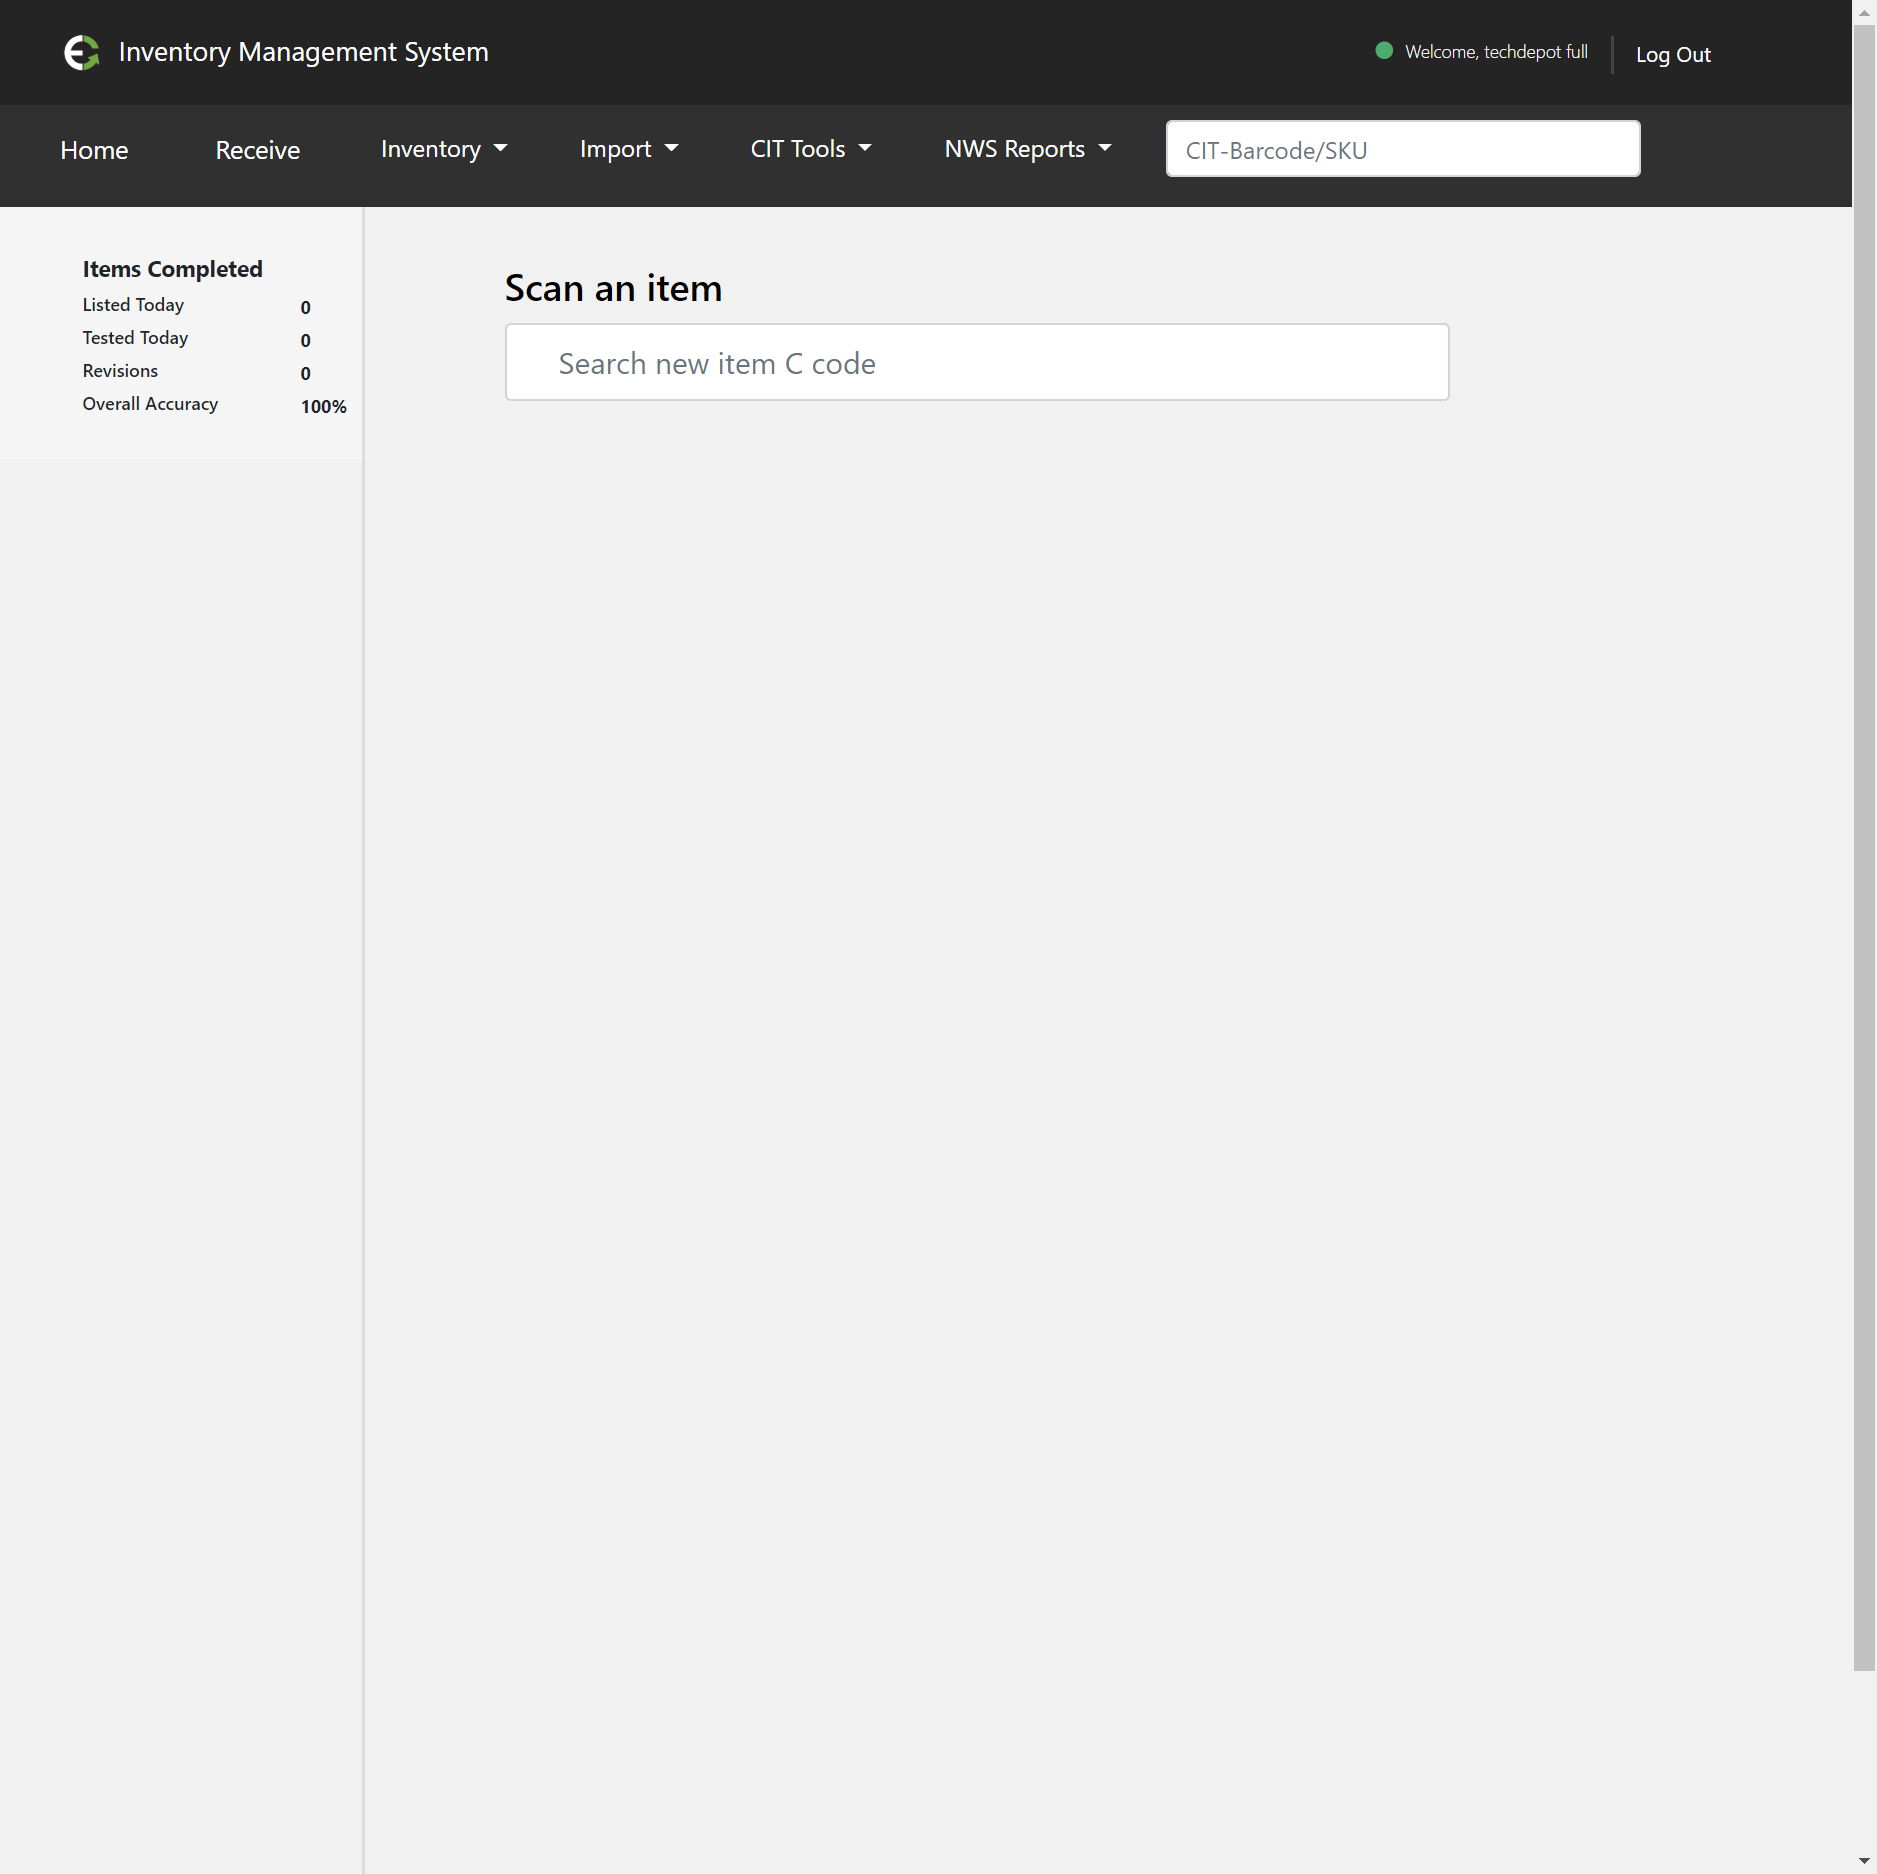 Inventory Management System
Welcome, techdepot full
Log Out
Home
Receive
Inventory
Import
CIT Tools
NWS Reports
CIT-Barcode/SKU
Items Completed
Listed Today 0
Tested Today 0
Revisions 0
Overall Accuracy 100%
Scan an item
Search new item C code